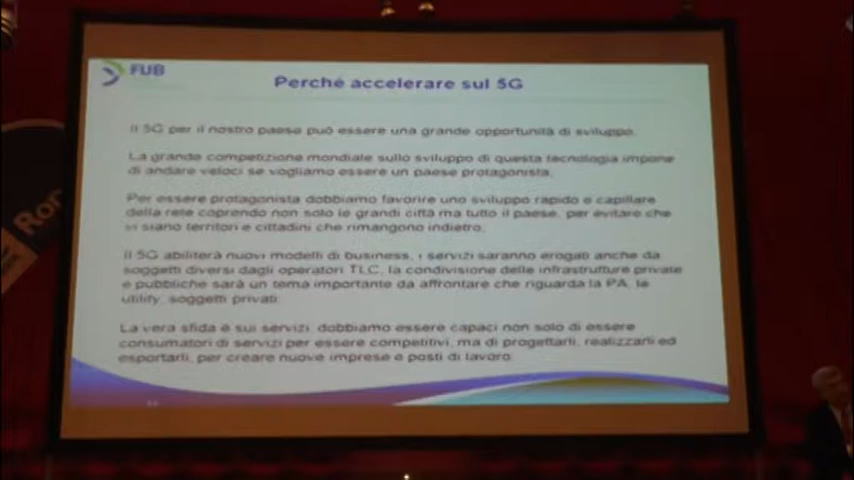 FUB
Perché accelerare sul 5G
Il 5G per il nostro paese può essere una grande opportunità di sviluppo.
La grande competizione mondiale sullo sviluppo di questa tecnologia impone
di andare veloci se vogliamo essere un paese protagonista.
Per essere protagonista dobbiamo favorire uno sviluppo rapido e capillare
della rete coprendo non solo le grandi città ma tutto il paese, per evitare che
vi siano territori e cittadini che rimangono indietro.
Il 5G abiliterà nuovi modelli di business, i servizi saranno erogati anche da
soggetti diversi dagli operatori TLC, la condivisione delle infrastrutture private
e pubbliche sarà un tema importante da affrontare che riguarda la PA, le
utility, soggetti privati.
La vera sfida è sui servizi, dobbiamo essere capaci non solo di essere
consumatori di servizi per essere competitivi, ma di progettarli, realizzarli ed
esportarli, per creare nuove imprese e posti di lavoro.